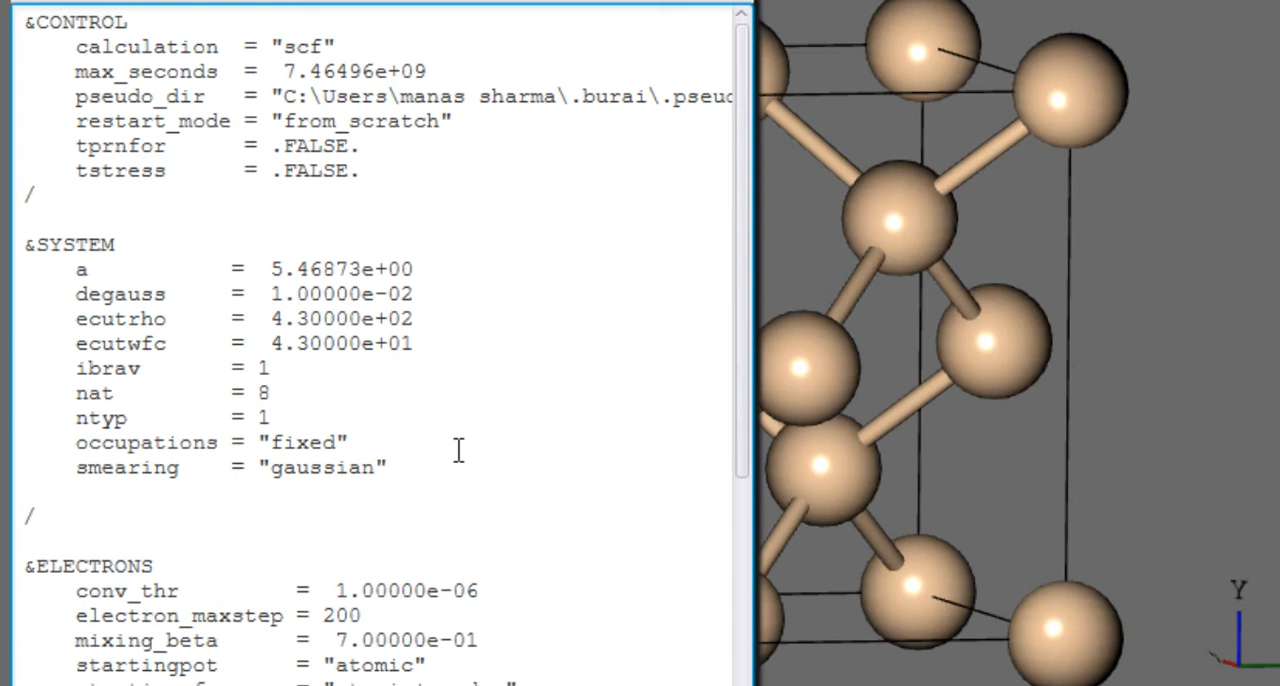 &CONTROL
calculation = "scf"
max_seconds = 7.46496e+09
pseudo_dir = "C:\Users\manas sharma\.burai\.pseud
restart_mode = "from_scratch"
tprnfor = .FALSE.
tstress = .FALSE.
/
&SYSTEM
a = 5.46873e+00
degauss = 1.00000e-02
ecutrho = 4.30000e+02
ecutwfc = 4.30000e+01
ibrav = 1
nat = 8
ntyp = 1
occupations = "fixed"
smearing = "gaussian"
/
&ELECTRONS
conv_thr = 1.00000e-06
electron_maxstep = 200
mixing_beta = 7.00000e-01
startingpot = "atomic"
Y